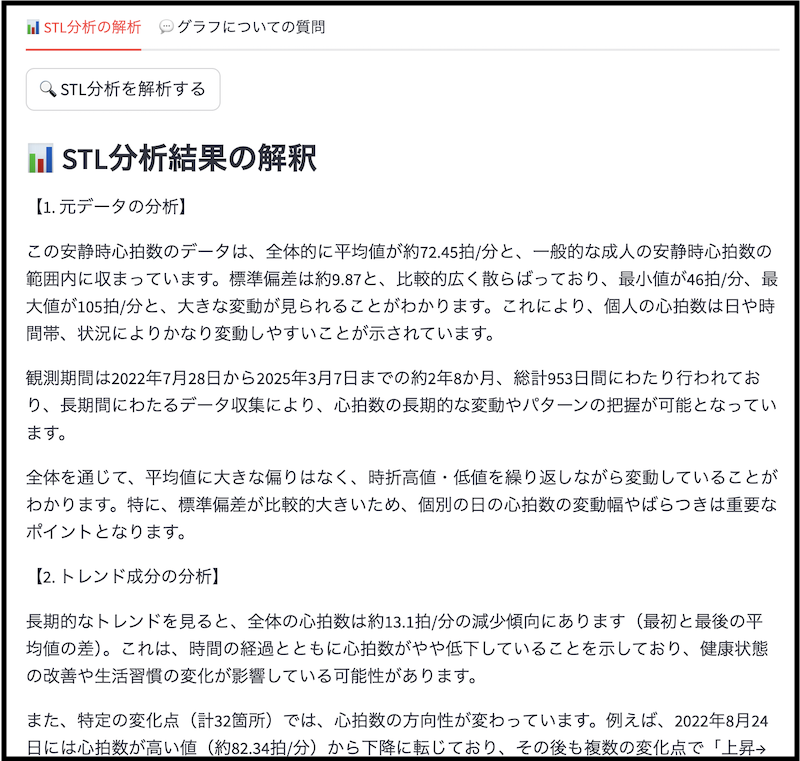 📊 STL分析の解析 💬 グラフについての質問
🔍 STL分析を解析する
📊 STL分析結果の解釈
【1. 元データの分析】
この安静時心拍数のデータは、全体的に平均値が約72.45拍/分と、一般的な成人の安静時心拍数の
範囲内に収まっています。標準偏差は約9.87と、比較的広く散らばっており、最小値が46拍/分、最
大値が105拍/分と、大きな変動が見られることがわかります。これにより、個人の心拍数は日や時
間帯、状況によりかなり変動しやすいことが示されています。
観測期間は2022年7月28日から2025年3月7日までの約2年8か月、総計953日間にわたり行われてお
り、長期間にわたるデータ収集により、心拍数の長期的な変動やパターンの把握が可能となってい
ます。
全体を通じて、平均値に大きな偏りはなく、時折高値・低値を繰り返しながら変動していることが
わかります。特に、標準偏差が比較的大きいため、個別の日の心拍数の変動幅やばらつきは重要な
ポイントとなります。
【2. トレンド成分の分析】
長期的なトレンドを見ると、全体の心拍数は約13.1拍/分の減少傾向にあります（最初と最後の平
均値の差）。これは、時間の経過とともに心拍数がやや低下していることを示しており、健康状態
の改善や生活習慣の変化が影響している可能性があります。
また、特定の変化点（計32箇所）では、心拍数の方向性が変わっています。例えば、2022年8月24
日には心拍数が高い値（約82.34拍/分）から下降に転じており、その後も複数の変化点で「上昇→